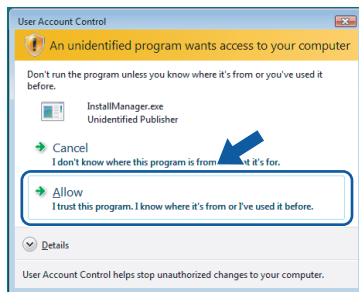 User Account Control
An unidentified program wants access to your computer
Don't run the program unless you know where it's from or you've used it
before.
InstallManager.exe
Unidentified Publisher
Cancel
I don't know where this program is from it's for.
Allow
I trust this program. I know where it's from or I've used it before.
Details
User Account Control helps stop unauthorized changes to your computer.